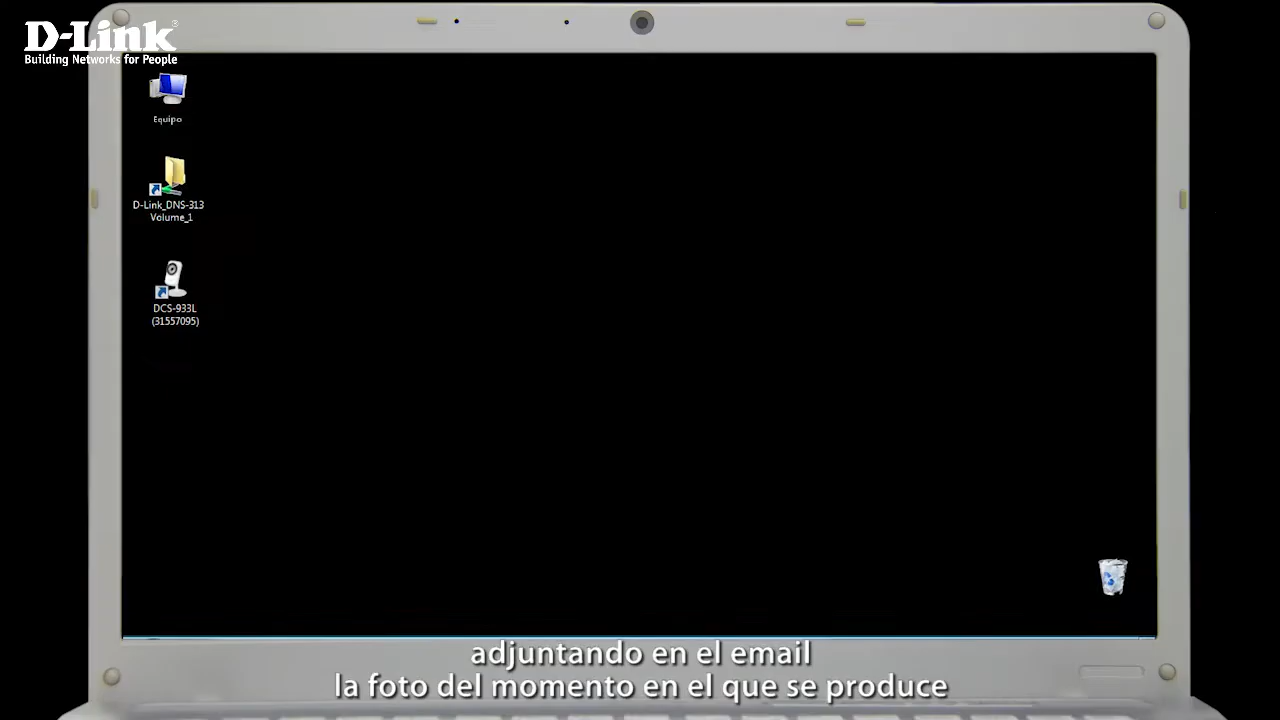 D-Link®
Building Networks for People
Equipo
D-Link_DNS-313
Volume_1
DCS-933L
(31557095)
adjuntando en el email
la foto del momento en el que se produce